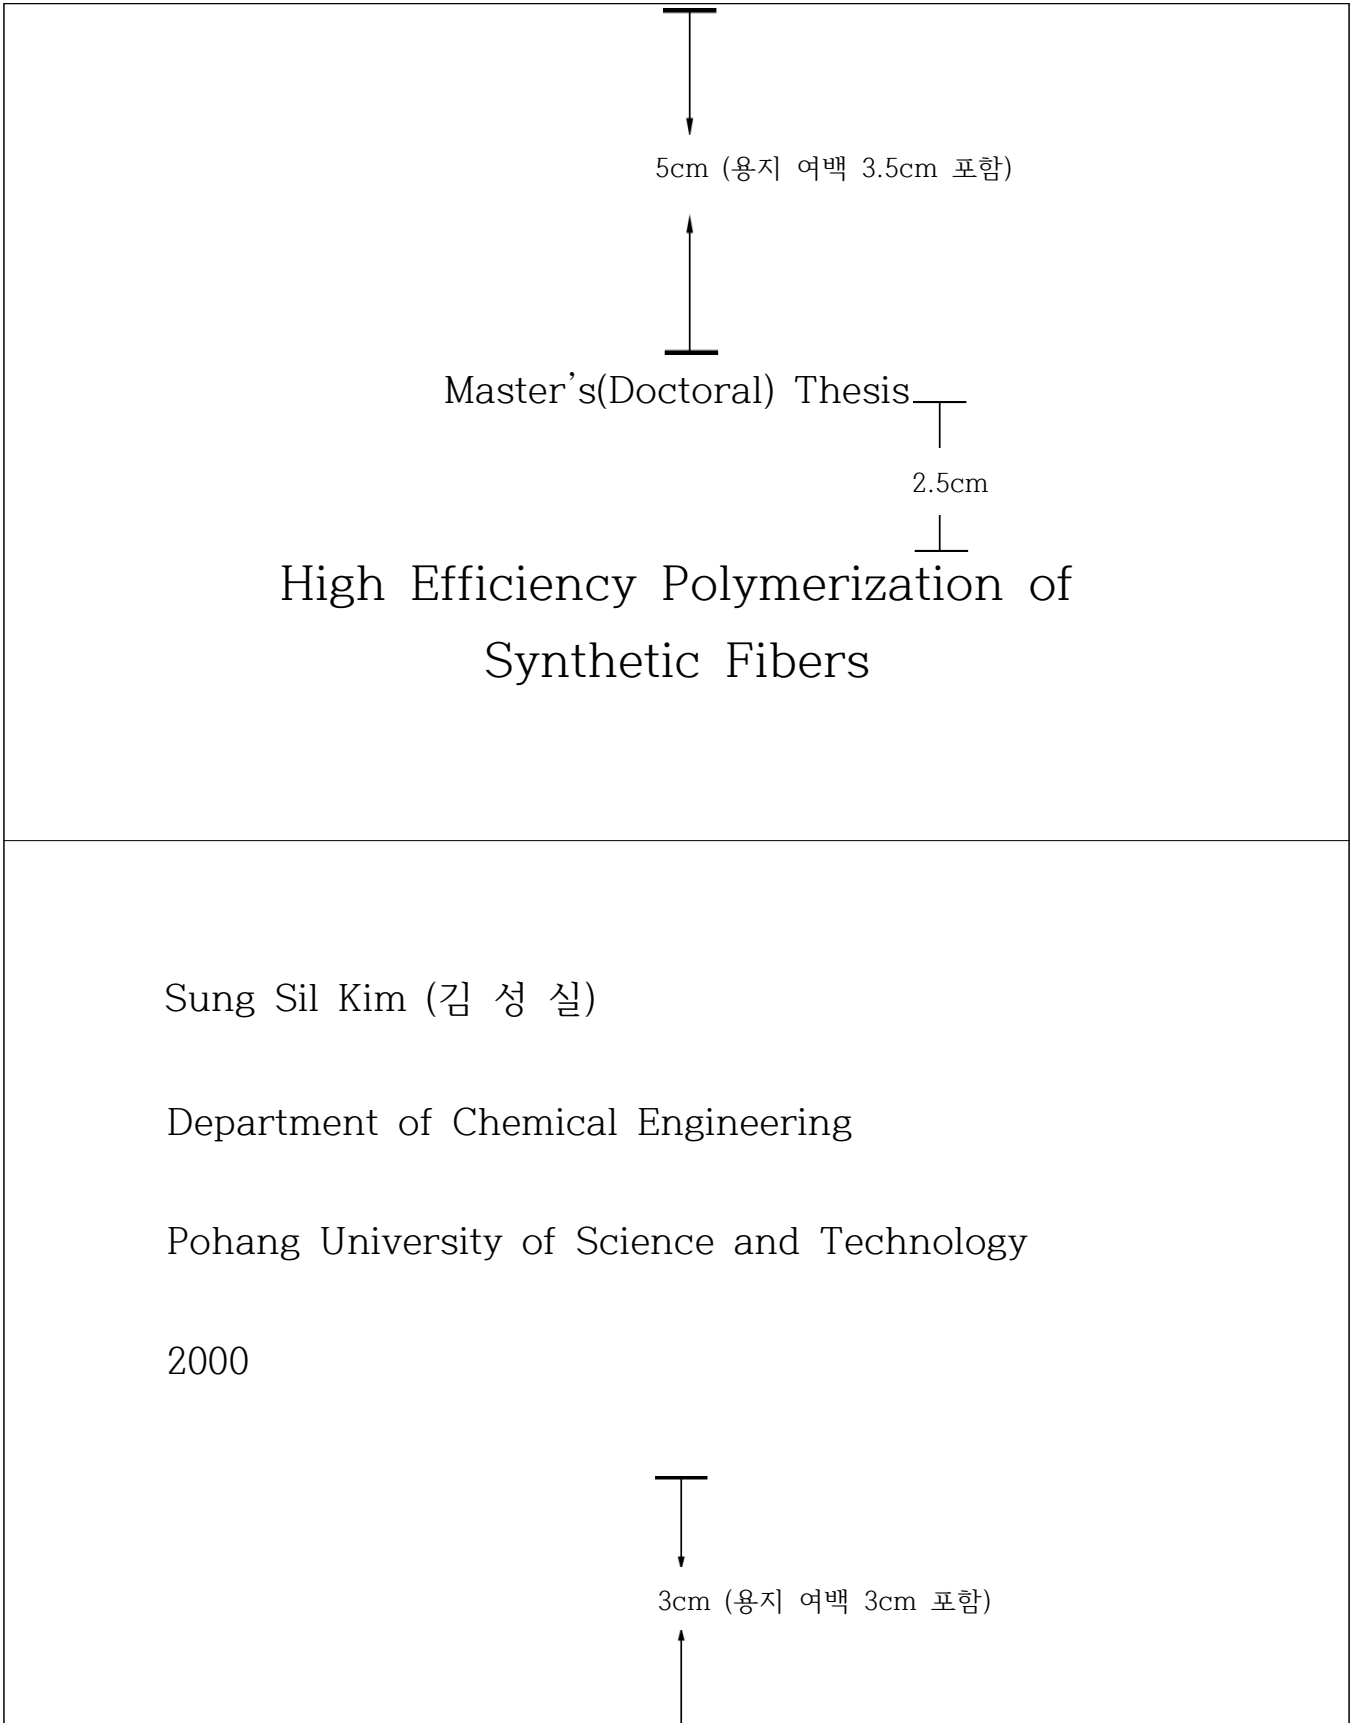 5cm (용지 여백 3.5cm 포함)
Master's(Doctoral) Thesis
2.5cm
High Efficiency Polymerization of
Synthetic Fibers
Sung Sil Kim (김 성 실)
Department of Chemical Engineering
Pohang University of Science and Technology
2000
3cm (용지 여백 3cm 포함)